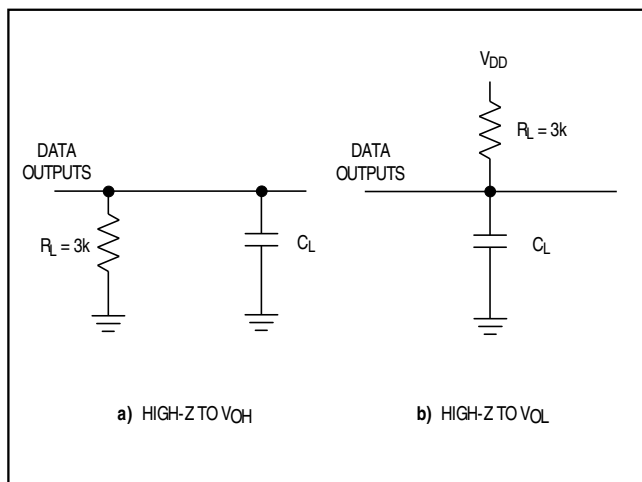 DATA
OUTPUTS
RL = 3k
CL
a) HIGH-Z TO VOH
VDD
RL = 3k
DATA
OUTPUTS
CL
b) HIGH-Z TO VOL